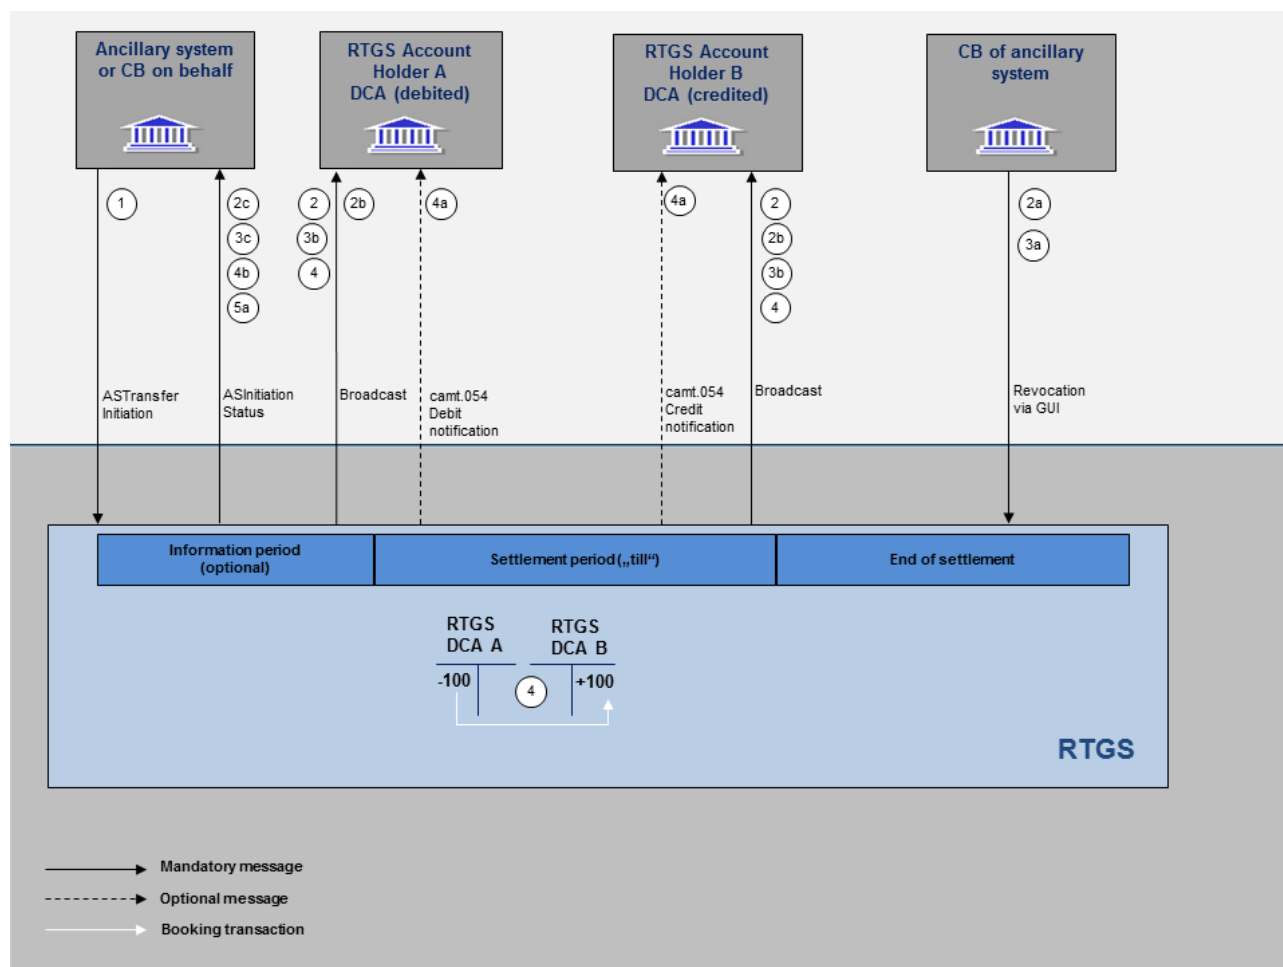 Ancillary system
or CB on behalf
RTGS Account
Holder A
DCA (debited)
RTGS Account
Holder B
DCA (credited)
CB of ancillary
system
1
2c
3c
4b
5a
2
3b
4
2b
4a
4a
2
2b
3b
4
2a
3a
ASTransfer
Initiation
ASInitiation
Status
Broadcast
camt.054
Debit
notification
camt.054
Credit
notification
Broadcast
Revocation
via GUI
Information period
(optional)
Settlement period („till“)
End of settlement
RTGS
DCA A
RTGS
DCA B
-100
4
+100
RTGS
Mandatory message
Optional message
Booking transaction